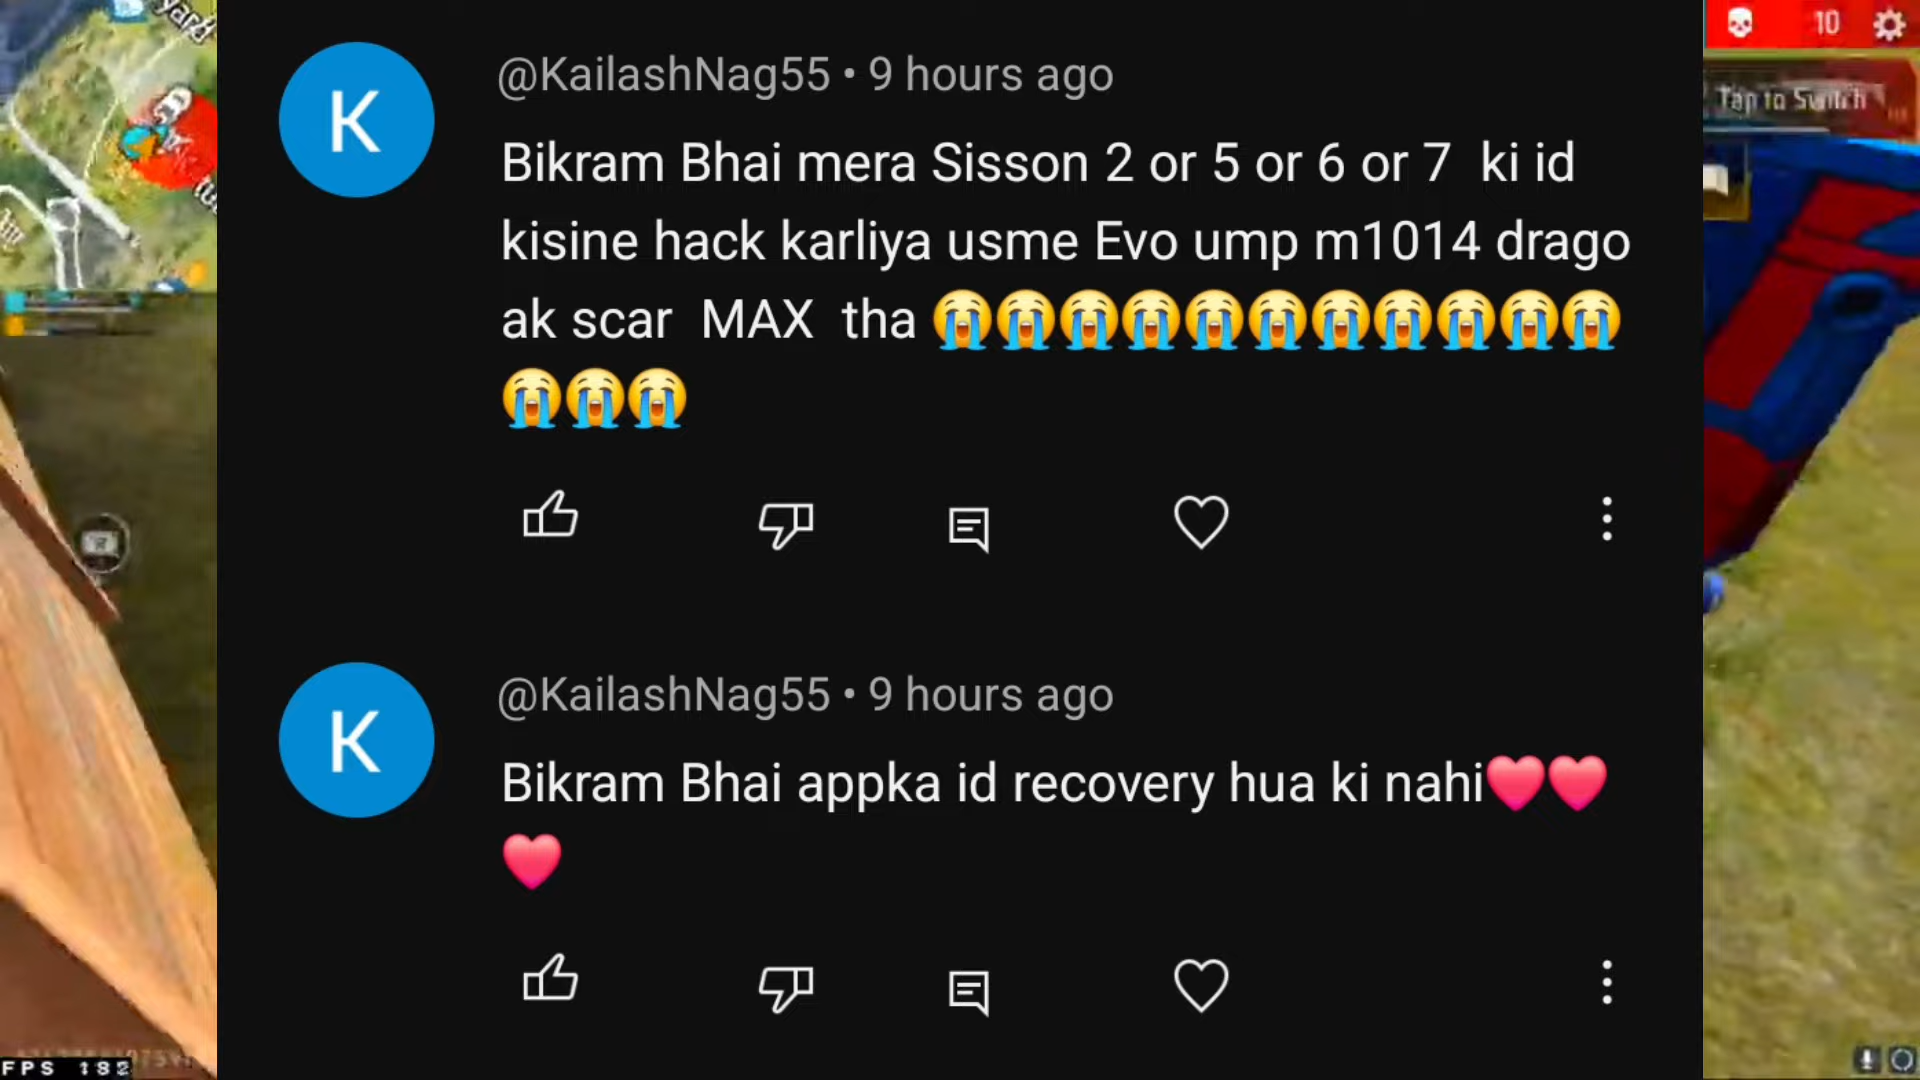 yard
10
Tap to Switch
@KailashNag55 • 9 hours ago
K
Bikram Bhai mera Sisson 2 or 5 or 6 or 7 ki id
kisine hack karliya usme Evo ump m1014 drago
ak scar MAX tha 😭😭😭😭😭😭😭😭😭😭😭
😭😭😭
@KailashNag55 • 9 hours ago
K
Bikram Bhai appka id recovery hua ki nahi❤️❤️
❤️
FPS 182